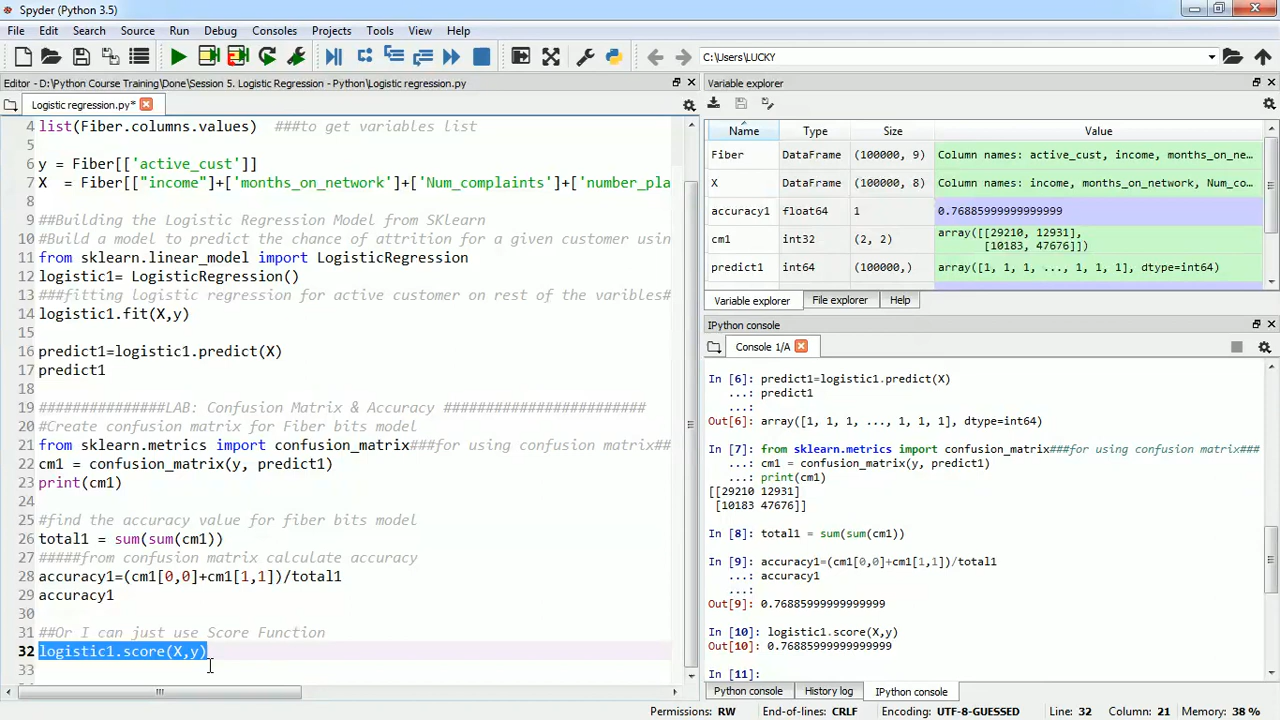 Spyder (Python 3.5)
File Edit Search Source Run Debug Consoles Projects Tools View Help
C:\Users\LUCKY
Editor - D:\Python Course Training\Done\Session 5. Logistic Regression - Python\Logistic regression.py
Logistic regression.py*
4 list(Fiber.columns.values)  ###to get variables list
5
6 y = Fiber[['active_cust']]
7 X  = Fiber[["income"]+['months_on_network']+['Num_complaints']+['number_pla
8
9 ##Building the Logistic Regression Model from SKlearn
10 #Build a model to predict the chance of attrition for a given customer usin
11 from sklearn.linear_model import LogisticRegression
12 logistic1= LogisticRegression()
13 ###fitting logistic regression for active customer on rest of the varibles#
14 logistic1.fit(X,y)
15
16 predict1=logistic1.predict(X)
17 predict1
18
19 ###############LAB: Confusion Matrix & Accuracy ########################
20 #Create confusion matrix for Fiber bits model
21 from sklearn.metrics import confusion_matrix###for using confusion matrix##
22 cm1 = confusion_matrix(y, predict1)
23 print(cm1)
24
25 #find the accuracy value for fiber bits model
26 total1 = sum(sum(cm1))
27 #####from confusion matrix calculate accuracy
28 accuracy1=(cm1[0,0]+cm1[1,1])/total1
29 accuracy1
30
31 ##Or I can just use Score Function
32 logistic1.score(X,y)
33
Variable explorer
Name Type Size Value
Fiber DataFrame (100000, 9) Column names: active_cust, income, months_on_ne...
X DataFrame (100000, 8) Column names: income, months_on_network, Num_co...
accuracy1 float64 1 0.76885999999999999
cm1 int32 (2, 2) array([[29210, 12931],
[10183, 47676]])
predict1 int64 (100000,) array([1, 1, 1, ..., 1, 1, 1], dtype=int64)
Variable explorer File explorer Help
IPython console
Console 1/A
In [6]: predict1=logistic1.predict(X)
...: predict1
...:
Out[6]: array([1, 1, 1, ..., 1, 1, 1], dtype=int64)
In [7]: from sklearn.metrics import confusion_matrix###for using confusion matrix###
...: cm1 = confusion_matrix(y, predict1)
...: print(cm1)
[[29210 12931]
[10183 47676]]
In [8]: total1 = sum(sum(cm1))
In [9]: accuracy1=(cm1[0,0]+cm1[1,1])/total1
...: accuracy1
...:
Out[9]: 0.76885999999999999
In [10]: logistic1.score(X,y)
Out[10]: 0.76885999999999999
In [11]:
Python console History log IPython console
Permissions: RW End-of-lines: CRLF Encoding: UTF-8-GUESSED Line: 32 Column: 21 Memory: 38 %